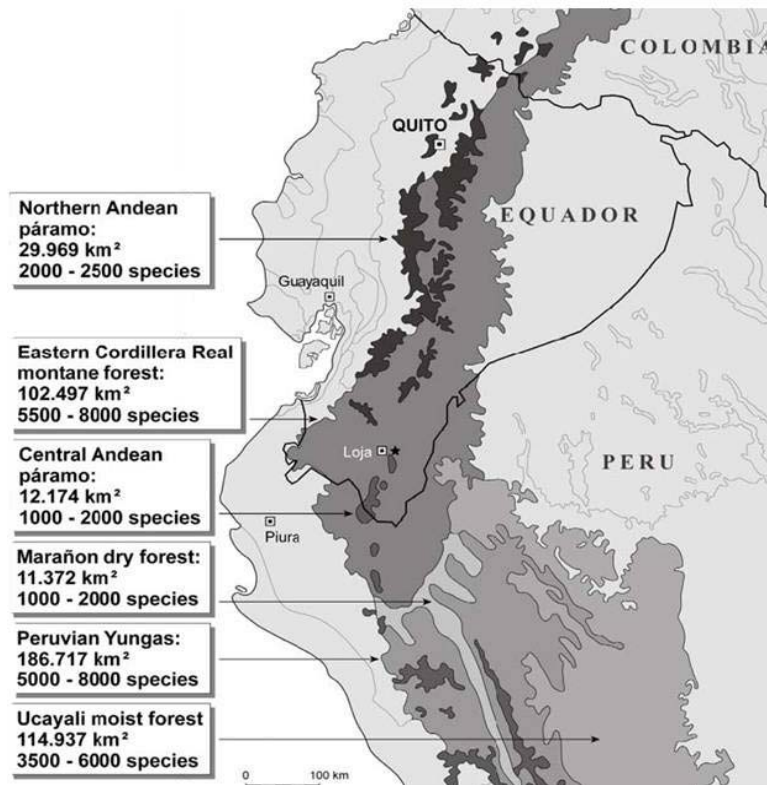 COLOMBIA
QUITO
EQUADOR
Northern Andean
páramo:
29.969 km²
2000 - 2500 species
Guayaquil
Eastern Cordillera Real
montane forest:
102.497 km²
5500 - 8000 species
Loja
PERU
Central Andean
páramo:
12.174 km²
1000 - 2000 species
Piura
Marañon dry forest:
11.372 km²
1000 - 2000 species
Peruvian Yungas:
186.717 km²
5000 - 8000 species
Ucayali moist forest
114.937 km²
3500 - 6000 species
0 100 km